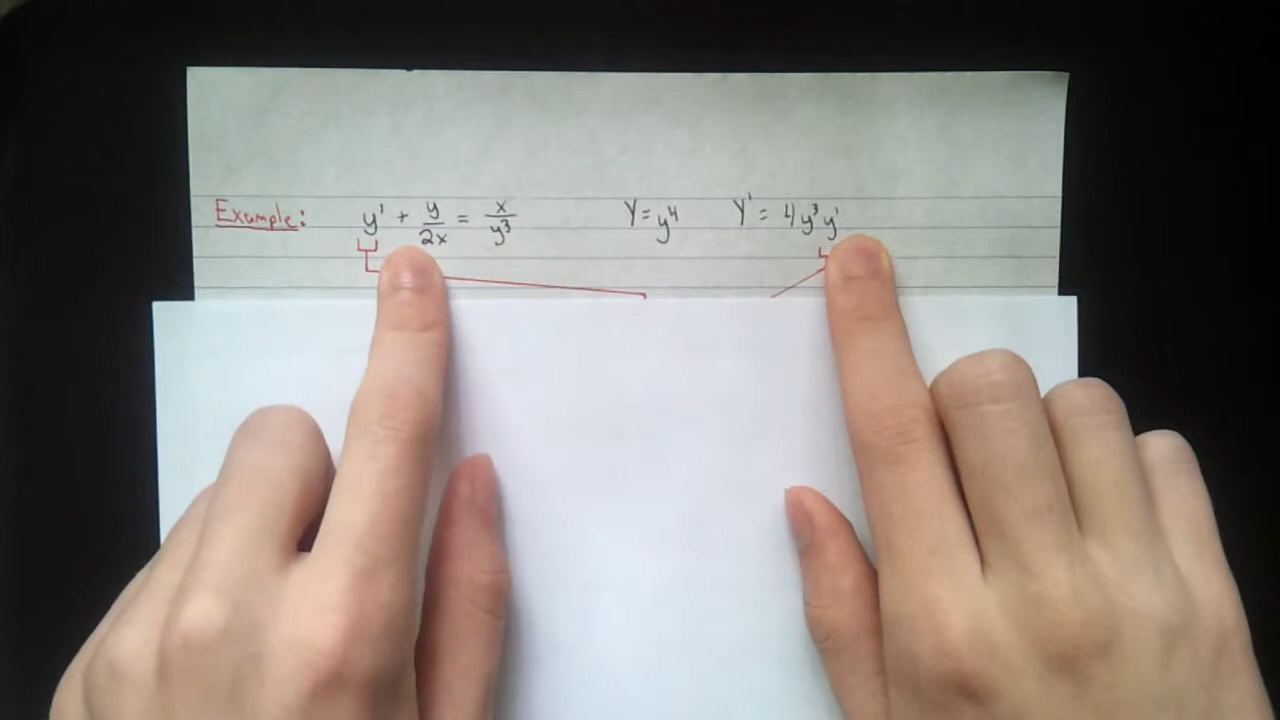 Example: y' + y/2x = x/y³ Y = y⁴ Y' = 4y³y'